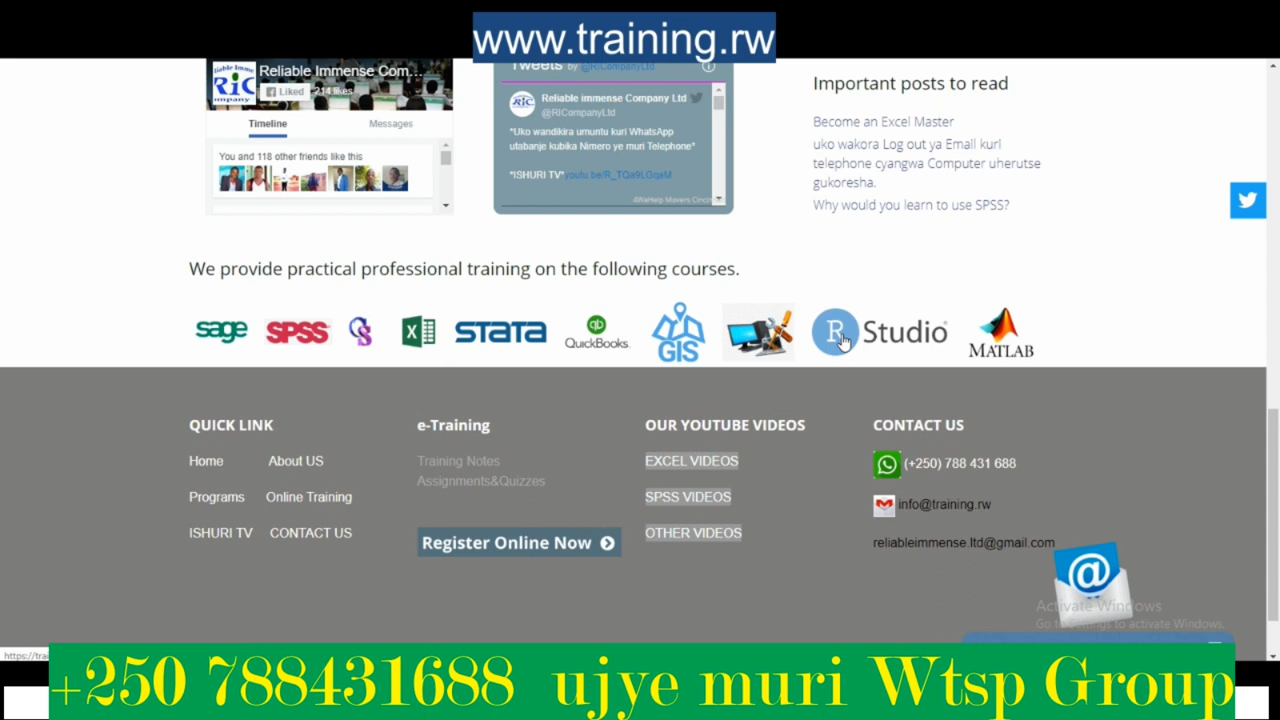 www.training.rw
Reliable Immense Com...
Liked 214 likes
Timeline Messages
You and 118 other friends like this
Tweets by @RICompanyLtd
RIC
Reliable immense Company Ltd
@RICompanyLtd
*Uko wandikira umuntu kuri WhatsApp
utabanje kubika Nimero ye muri Telephone*
*ISHURI TV*
Important posts to read
Become an Excel Master
uko wakora Log out ya Email kuri
telephone cyangwa Computer uherutse
gukoresha.
Why would you learn to use SPSS?
We provide practical professional training on the following courses.
sage SPSS STATA QuickBooks GIS R Studio MATLAB
QUICK LINK
Home About US
Programs Online Training
ISHURI TV CONTACT US
e-Training
Training Notes
Assignments&Quizzes
Register Online Now
OUR YOUTUBE VIDEOS
EXCEL VIDEOS
SPSS VIDEOS
OTHER VIDEOS
CONTACT US
(+250) 788 431 688
info@training.rw
reliableimmense.ltd@gmail.com
Activate Windows
Go to Settings to activate Windows.
+250 788431688 ujye muri Wtsp Group